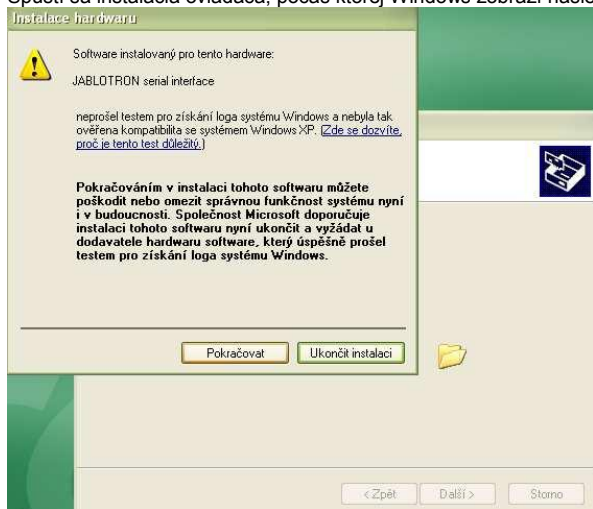 Spustí sa inštalácia ovládača, počas ktorej Windows zobrazí nasle
Instalace hardwaru
Software instalovaný pro tento hardware:
JABLOTRON serial interface
neprošel testem pro získání loga systému Windows a nebyla tak
ověřena kompatibilita se systémem Windows XP. (Zde se dozvíte,
proč je tento test důležitý.)
Pokračováním v instalaci tohoto softwaru můžete
poškodit nebo omezit správnou funkčnost systému nyní
i v budoucnosti. Společnost Microsoft doporučuje
instalaci tohoto softwaru nyní ukončit a vyžádat u
dodavatele hardwaru software, který úspěšně prošel
testem pro získání loga systému Windows.
Pokračovat
Ukončit instalaci
< Zpět
Další >
Storno